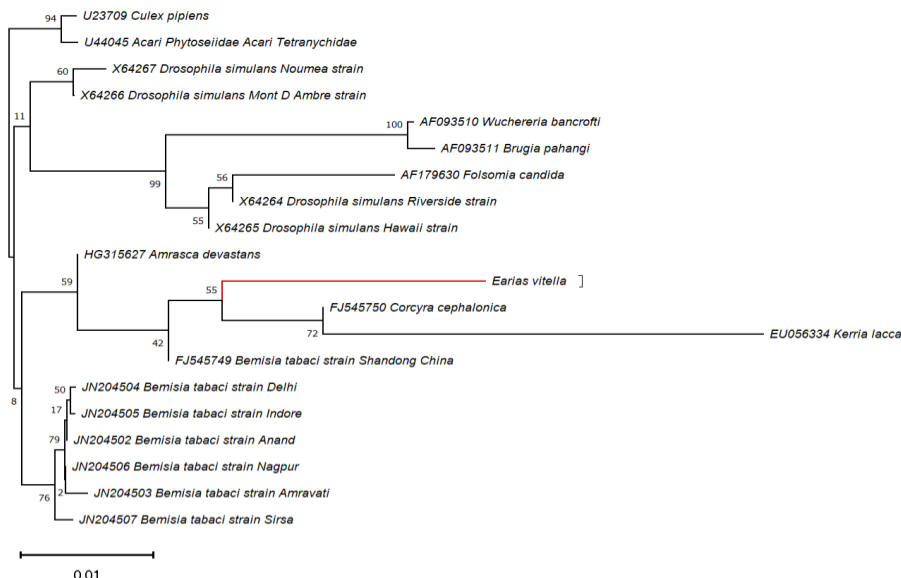 94
U23709 Culex pipiens
U44045 Acari Phytoseiidae Acari Tetranychidae
60
X64267 Drosophila simulans Noumea strain
X64266 Drosophila simulans Mont D Ambre strain
11
100
AF093510 Wuchereria bancrofti
AF093511 Brugia pahangi
99
56
AF179630 Folsomia candida
X64264 Drosophila simulans Riverside strain
55
X64265 Drosophila simulans Hawaii strain
HG315627 Amrasca devastans
59
55
Earias vitella ]
FJ545750 Corcyra cephalonica
72
EU056334 Kerria lacca
42
FJ545749 Bemisia tabaci strain Shandong China
8
50
JN204504 Bemisia tabaci strain Delhi
17
JN204505 Bemisia tabaci strain Indore
79
JN204502 Bemisia tabaci strain Anand
JN204506 Bemisia tabaci strain Nagpur
76
2
JN204503 Bemisia tabaci strain Amravati
JN204507 Bemisia tabaci strain Sirsa
0.01